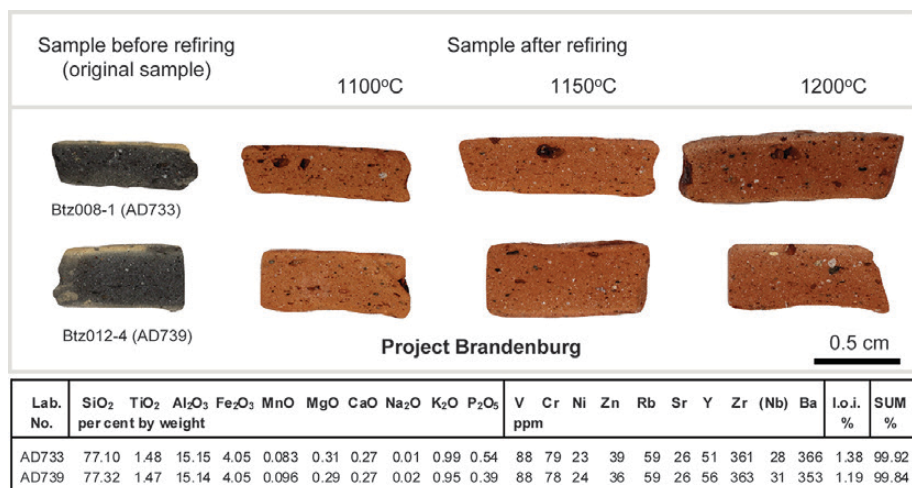 Sample before refiring
(original sample)
Sample after refiring
1100°C
1150°C
1200°C
Btz008-1 (AD733)
Btz012-4 (AD739)
Project Brandenburg
0.5 cm
Lab. SiO₂ TiO₂ Al₂O₃ Fe₂O₃ MnO MgO CaO Na₂O K₂O P₂O₅ V Cr Ni Zn Rb Sr Y Zr (Nb) Ba l.o.i. SUM
No. per cent by weight ppm % %
AD733 77.10 1.48 15.15 4.05 0.083 0.31 0.27 0.01 0.99 0.54 88 79 23 39 59 26 51 361 28 366 1.38 99.92
AD739 77.32 1.47 15.14 4.05 0.096 0.29 0.27 0.02 0.95 0.39 88 78 24 36 59 26 56 363 31 353 1.19 99.84